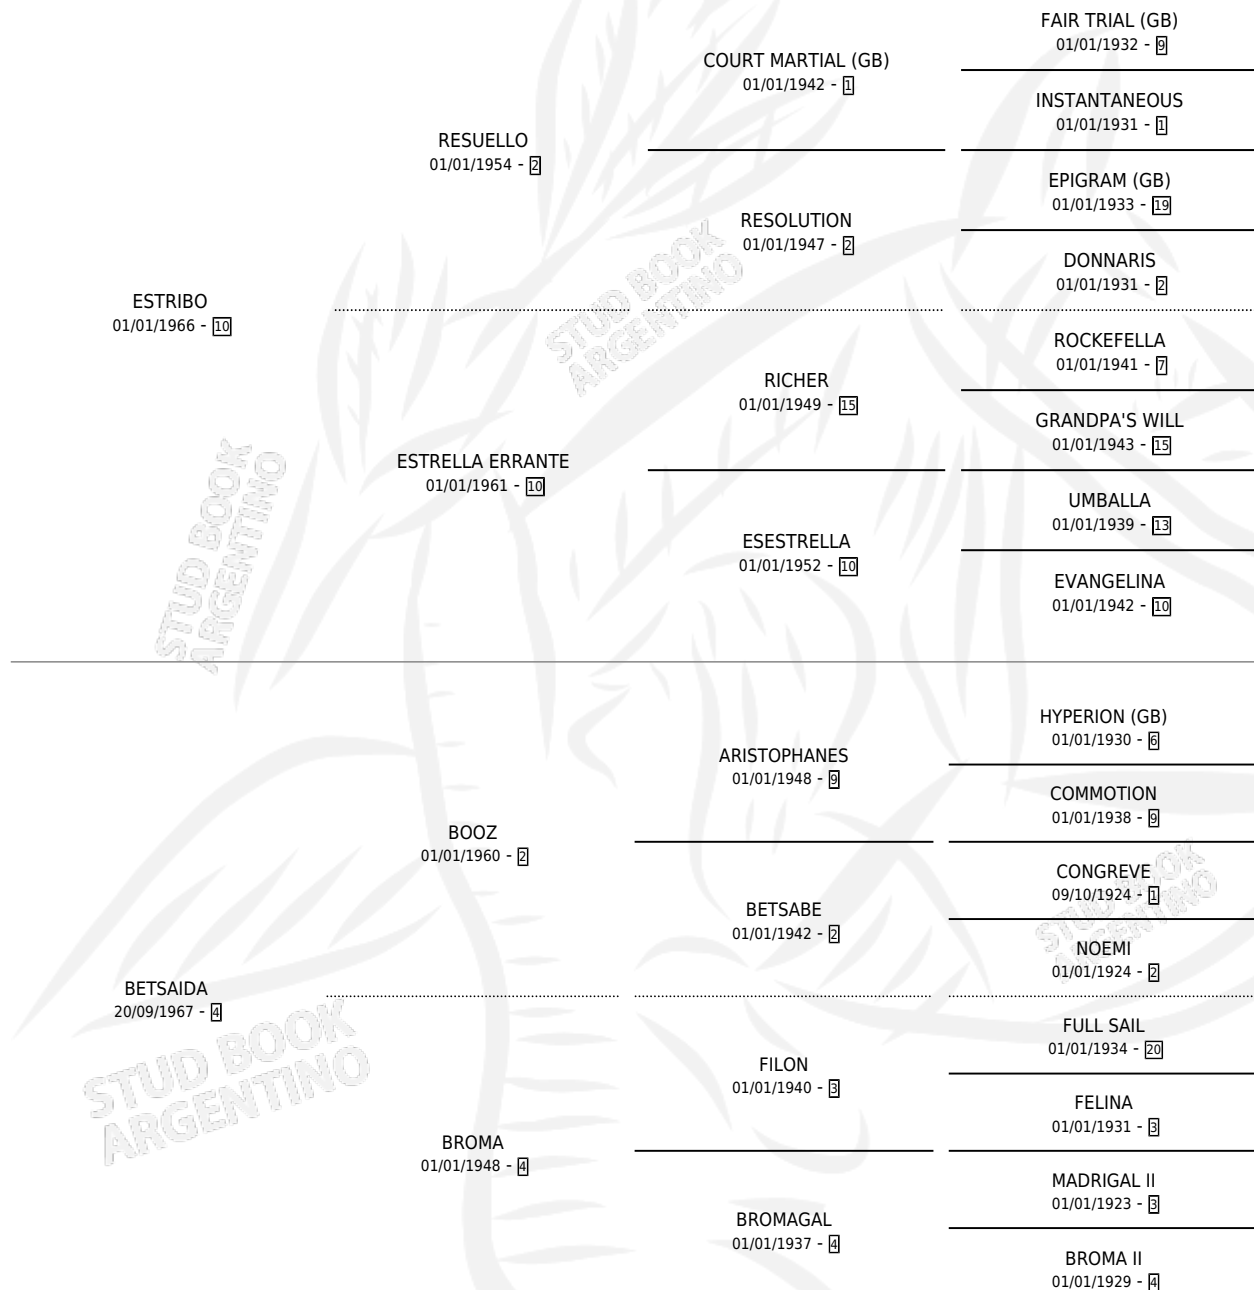 FAIR TRIAL (GB)
01/01/1932 - 9
COURT MARTIAL (GB)
01/01/1942 - 1
INSTANTANEOUS
01/01/1931 - 1
RESUELLO
01/01/1954 - 2
EPIGRAM (GB)
01/01/1933 - 19
RESOLUTION
01/01/1947 - 2
DONNARIS
01/01/1931 - 2
ESTRIBO
01/01/1966 - 10
ROCKEFELLA
01/01/1941 - 7
RICHER
01/01/1949 - 15
GRANDPA'S WILL
01/01/1943 - 15
ESTRELLA ERRANTE
01/01/1961 - 10
UMBALLA
01/01/1939 - 13
ESESTRELLA
01/01/1952 - 10
EVANGELINA
01/01/1942 - 10
HYPERION (GB)
01/01/1930 - 6
ARISTOPHANES
01/01/1948 - 9
COMMOTION
01/01/1938 - 9
BOOZ
01/01/1960 - 2
CONGREVE
09/10/1924 - 1
BETSABE
01/01/1942 - 2
NOEMI
01/01/1924 - 2
BETSAIDA
20/09/1967 - 4
FULL SAIL
01/01/1934 - 20
FILON
01/01/1940 - 3
FELINA
01/01/1931 - 3
BROMA
01/01/1948 - 4
MADRIGAL II
01/01/1923 - 3
BROMAGAL
01/01/1937 - 4
BROMA II
01/01/1929 - 4
STUD BOOK
ARGENTINO
STUD BOOK
ARGENTINO
STUD BOOK
ARGENTINO
STUD BOOK
ARGENTINO